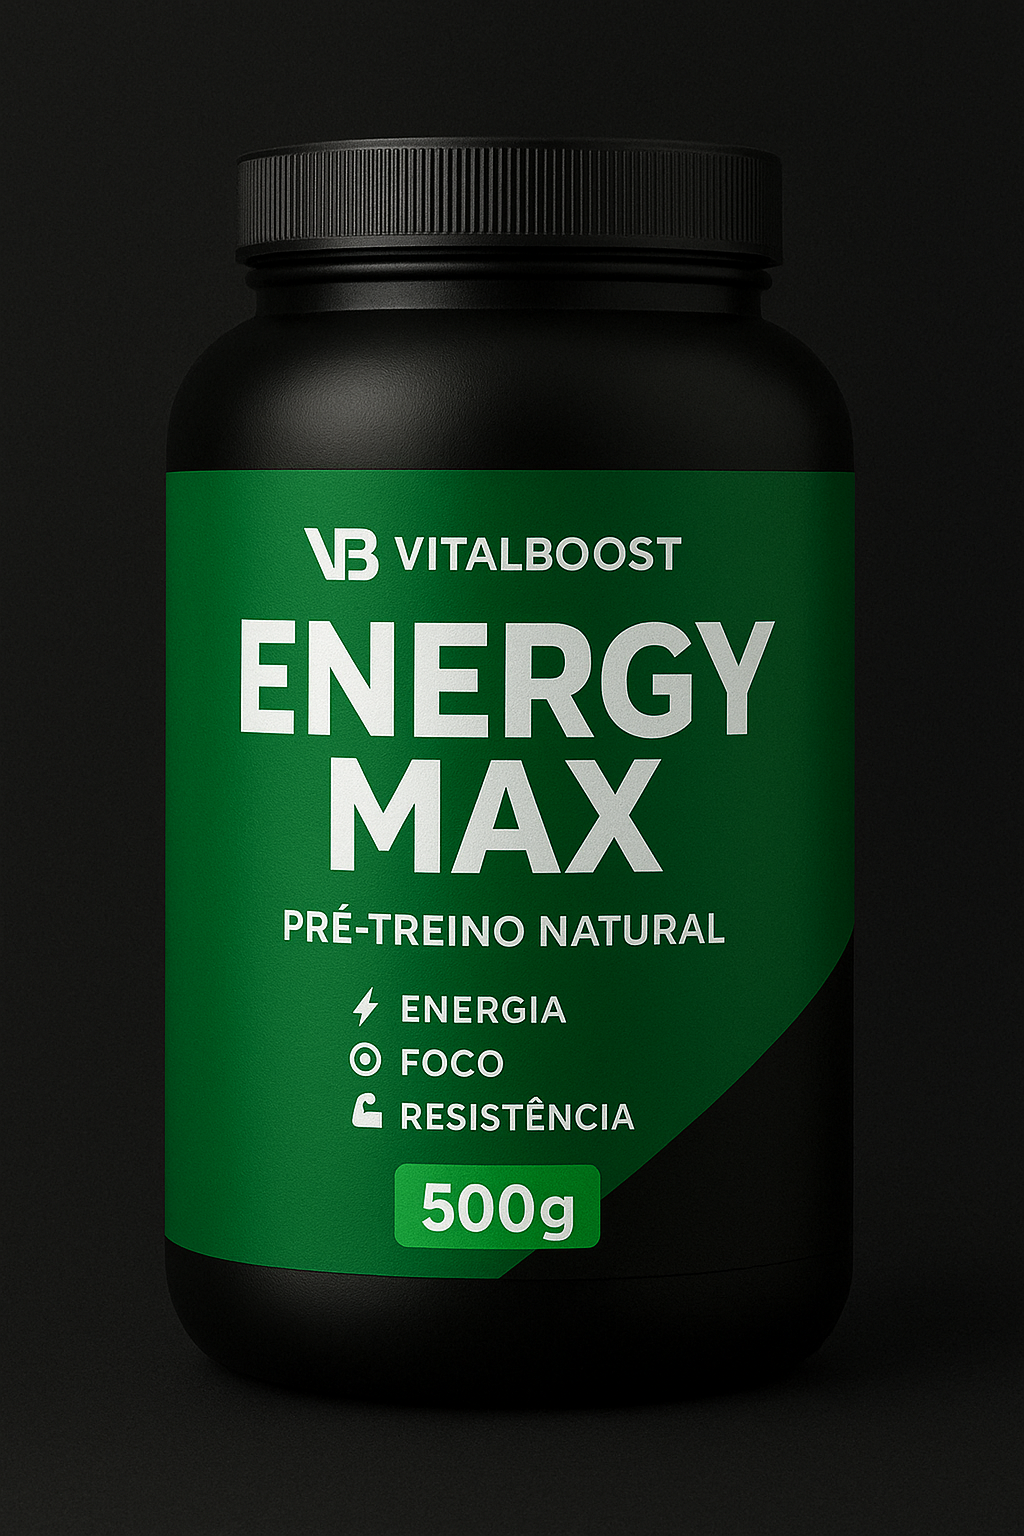 VB VITALBOOST
ENERGY
MAX
PRÉ-TREINO NATURAL
ENERGIA
FOCO
RESISTÊNCIA
500g